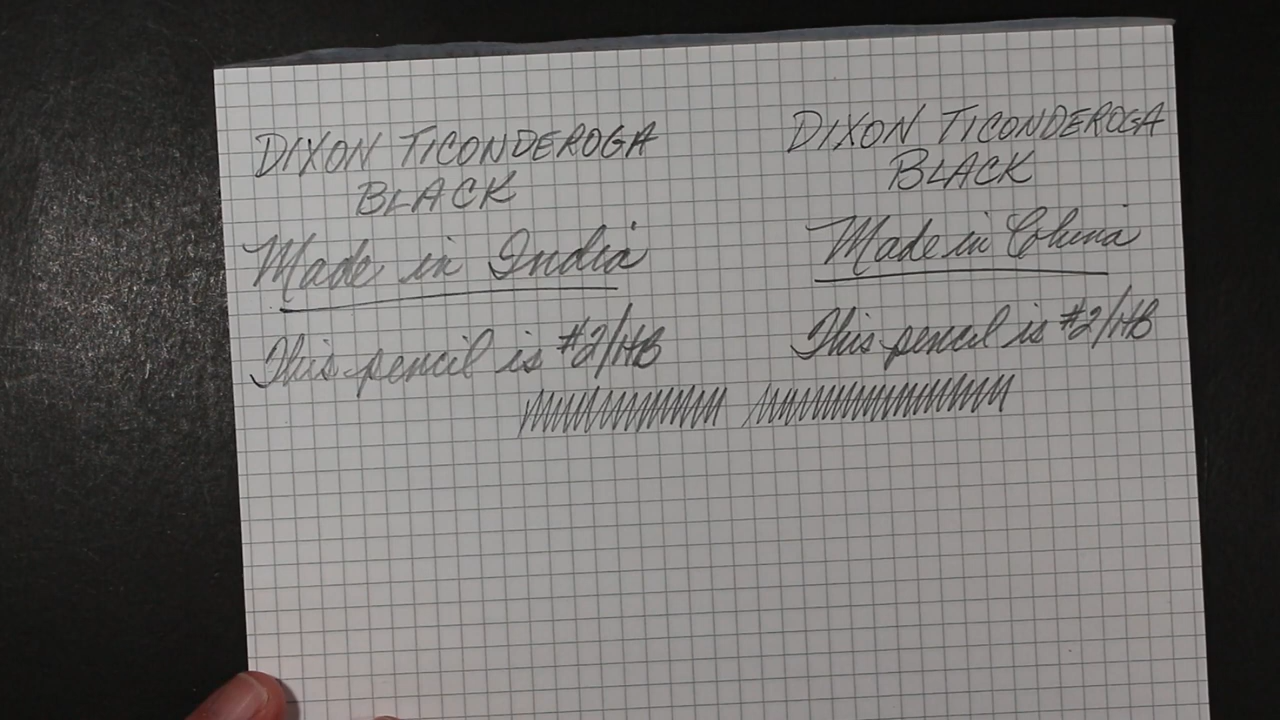 DIXON TICONDEROGA
BLACK
Made in India
This pencil is #2/HB
DIXON TICONDEROGA
BLACK
Made in China
This pencil is #2/HB